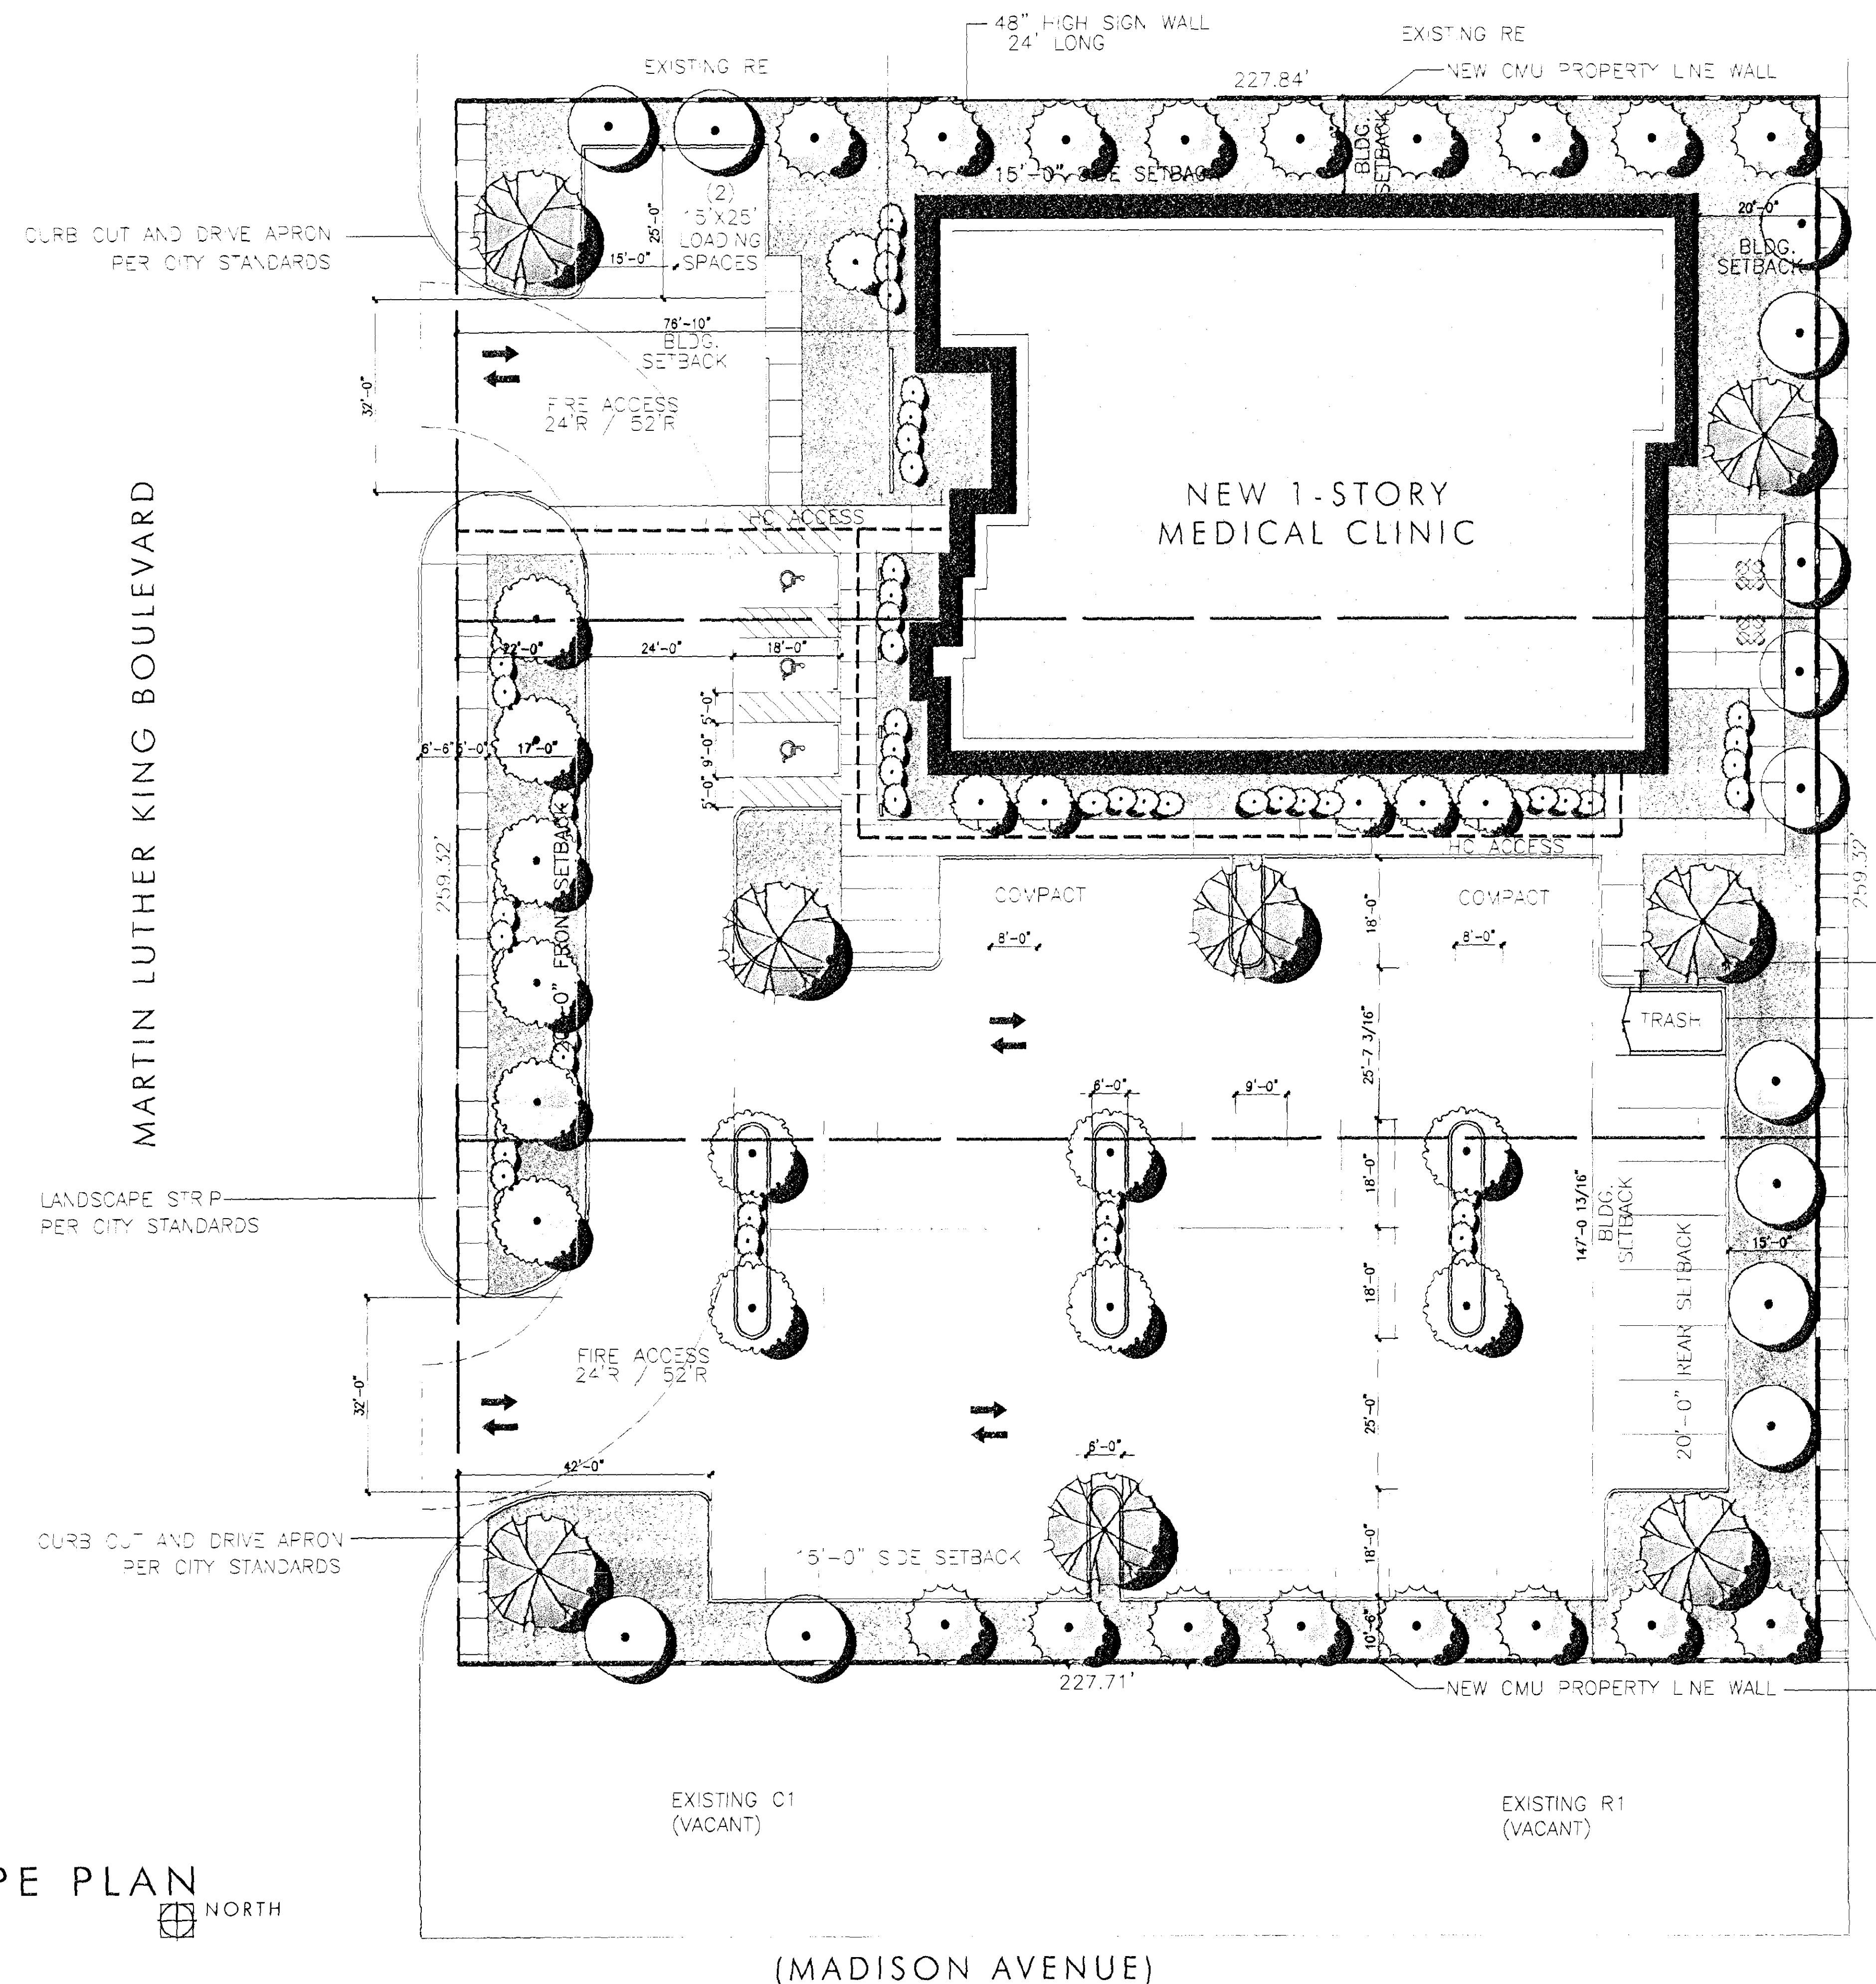 48" HIGH SIGN WALL
24' LONG
EXISTING RE
EXISTING RE
NEW CMU PROPERTY LINE WALL
227.84'
BLDG.
SETBACK
15'-0" SIDE SETBACK
(2)
15'X25'
LOADING
SPACES
25'-0"
15'-0"
20'-0"
BLDG.
SETBACK
CURB CUT AND DRIVE APRON
PER CITY STANDARDS
76'-10"
BLDG.
SETBACK
32'-0"
FIRE ACCESS
24'R / 52'R
NEW 1-STORY
MEDICAL CLINIC
HC ACCESS
MARTIN LUTHER KING BOULEVARD
22'-0"
24'-0"
18'-0"
5'-0"
9'-0"
5'-0"
6'-6"
5'-0"
17'-0"
259.32'
20'-0" FRONT SETBACK
HC ACCESS
259.32'
COMPACT
COMPACT
8'-0"
8'-0"
18'-0"
TRASH
25'-7 3/16"
6'-0"
9'-0"
18'-0"
147'-0 13/16"
BLDG.
SETBACK
LANDSCAPE STRIP
PER CITY STANDARDS
15'-0"
18'-0"
20'-0" REAR SETBACK
FIRE ACCESS
24'R / 52'R
32'-0"
25'-0"
6'-0"
42'-0"
CURB CUT AND DRIVE APRON
PER CITY STANDARDS
15'-0" SIDE SETBACK
18'-0"
10'-6"
227.71'
NEW CMU PROPERTY LINE WALL
EXISTING C1
(VACANT)
EXISTING R1
(VACANT)
PE PLAN
NORTH
(MADISON AVENUE)